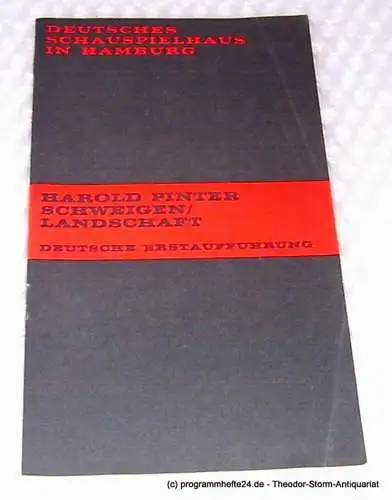 DEUTSCHES
SCHAUSPIELHAUS
IN HAMBURG
HAROLD PINTER
SCHWEIGEN/
LANDSCHAFT
DEUTSCHE ERSTAUFFÜHRUNG
(c) programmhefte24.de - Theodor-Storm-Antiquariat